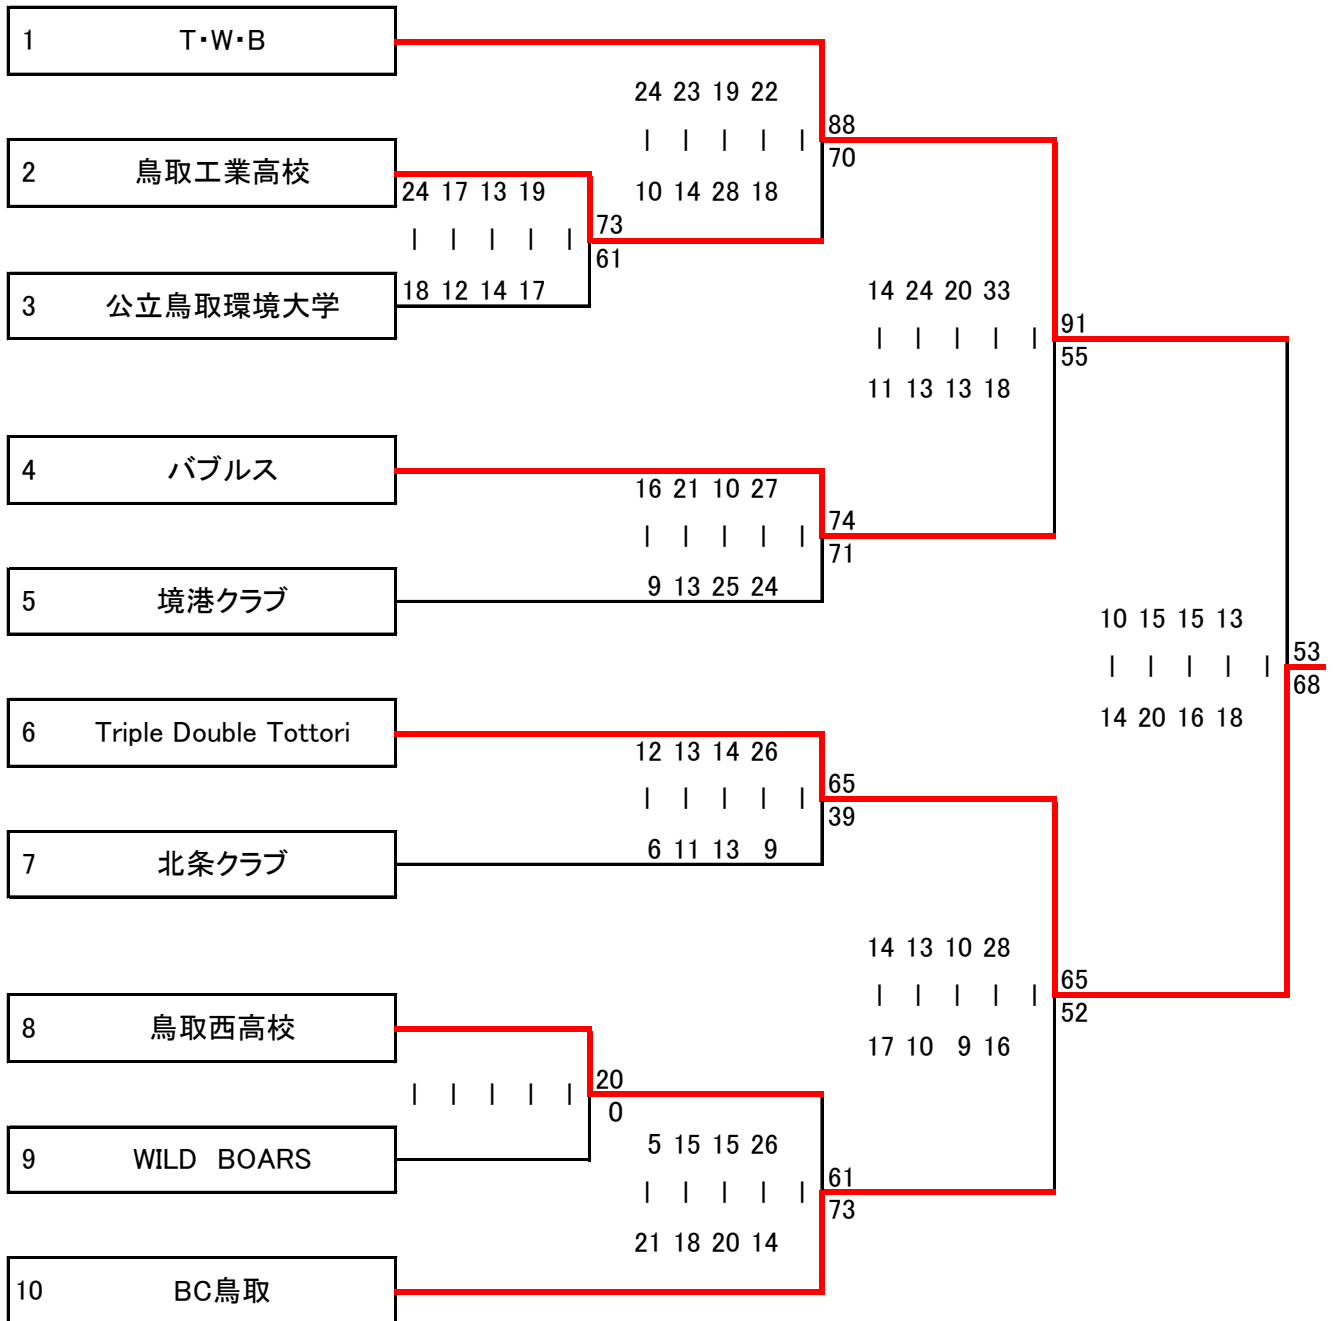 1 T・W・B
24 23 19 22
88
| | | | |
70
2 鳥取工業高校
10 14 28 18
24 17 13 19
73
| | | | |
61
3 公立鳥取環境大学
18 12 14 17
14 24 20 33
91
| | | | |
55
11 13 13 18
4 バブルス
16 21 10 27
74
| | | | |
71
9 13 25 24
5 境港クラブ
10 15 15 13
53
| | | | |
68
14 20 16 18
6 Triple Double Tottori
12 13 14 26
65
| | | | |
39
6 11 13 9
7 北条クラブ
14 13 10 28
65
| | | | |
52
17 10 9 16
8 鳥取西高校
20
| | | | |
0
9 WILD BOARS
5 15 15 26
61
| | | | |
73
21 18 20 14
10 BC鳥取